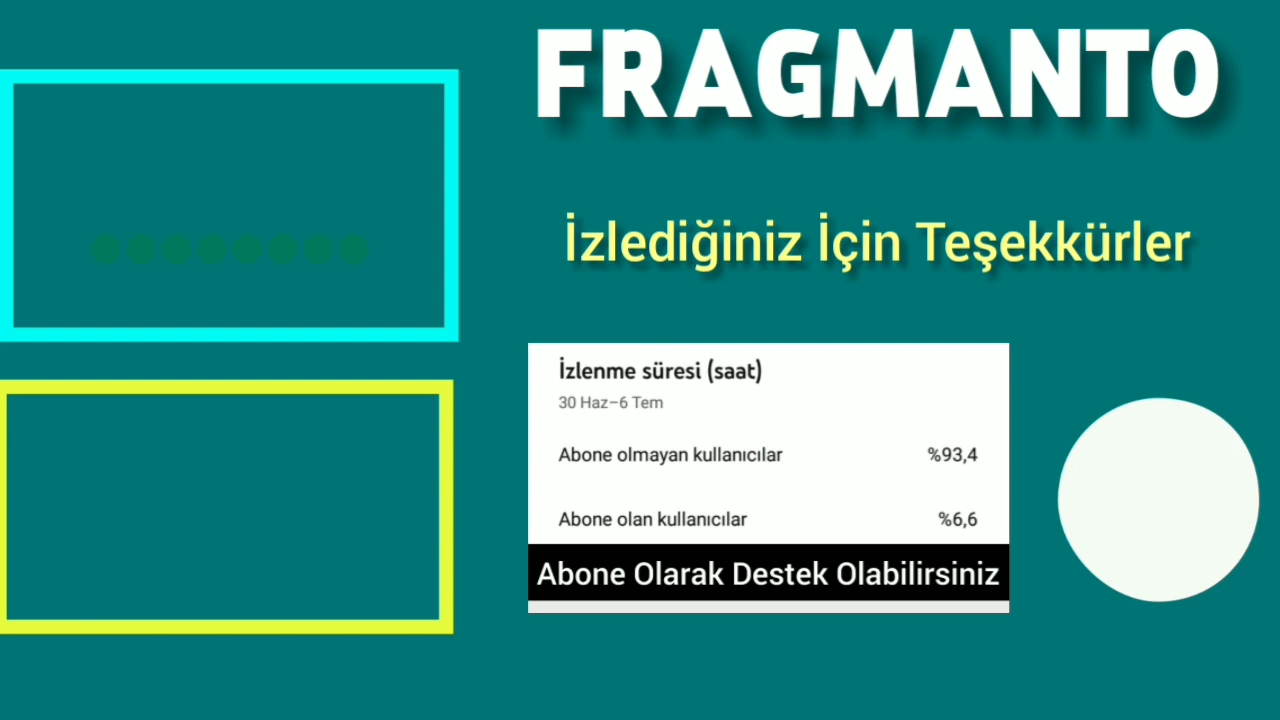 FRAGMANTO
İzlediğiniz İçin Teşekkürler
İzlenme süresi (saat)
30 Haz–6 Tem
Abone olmayan kullanıcılar %93,4
Abone olan kullanıcılar %6,6
Abone Olarak Destek Olabilirsiniz